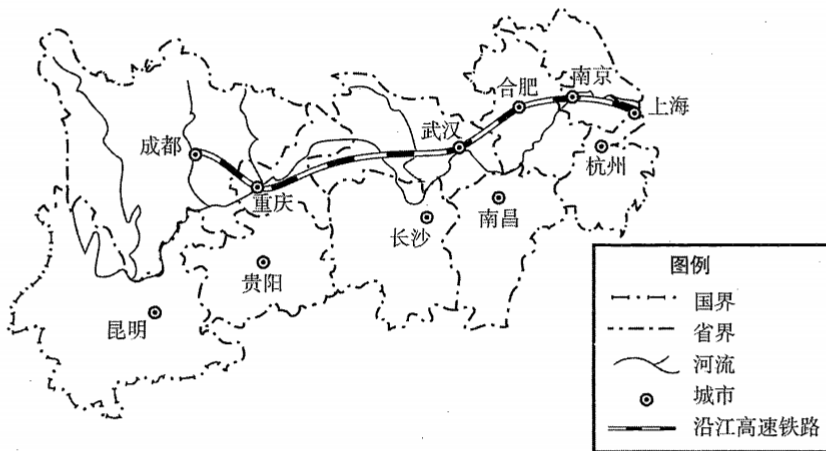 南京
合肥
上海
武汉
成都
杭州
重庆
南昌
长沙
贵阳
昆明
图例
国界
省界
河流
城市
沿江高速铁路